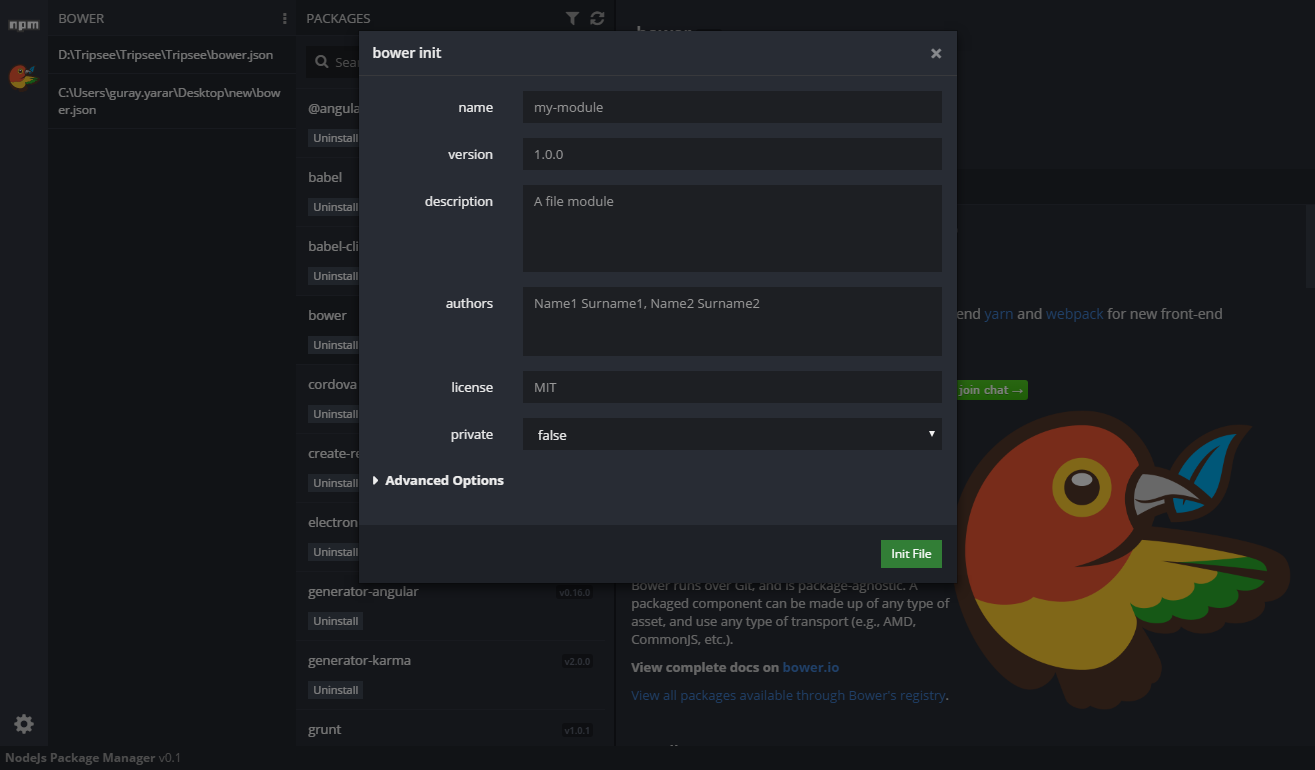 npm
BOWER
D:\Tripsee\Tripsee\Tripsee\bower.json
C:\Users\guray.yarar\Desktop\new\bow
er.json
PACKAGES
Sea
@angula
Uninstall
babel
Uninstall
babel-cli
Uninstall
bower
Uninstall
cordova
Uninstall
create-re
Uninstall
electron
Uninstall
generator-angular v0.16.0
Uninstall
generator-karma v2.0.0
Uninstall
grunt v1.0.1
bower init ×
name my-module
version 1.0.0
description A file module
authors Name1 Surname1, Name2 Surname2
license MIT
private false
Advanced Options
Init File
end yarn and webpack for new front-end
join chat →
Bower runs over Git, and is package-agnostic. A
packaged component can be made up of any type of
asset, and use any type of transport (e.g., AMD,
CommonJS, etc.).
View complete docs on bower.io
View all packages available through Bower's registry.
NodeJs Package Manager v0.1